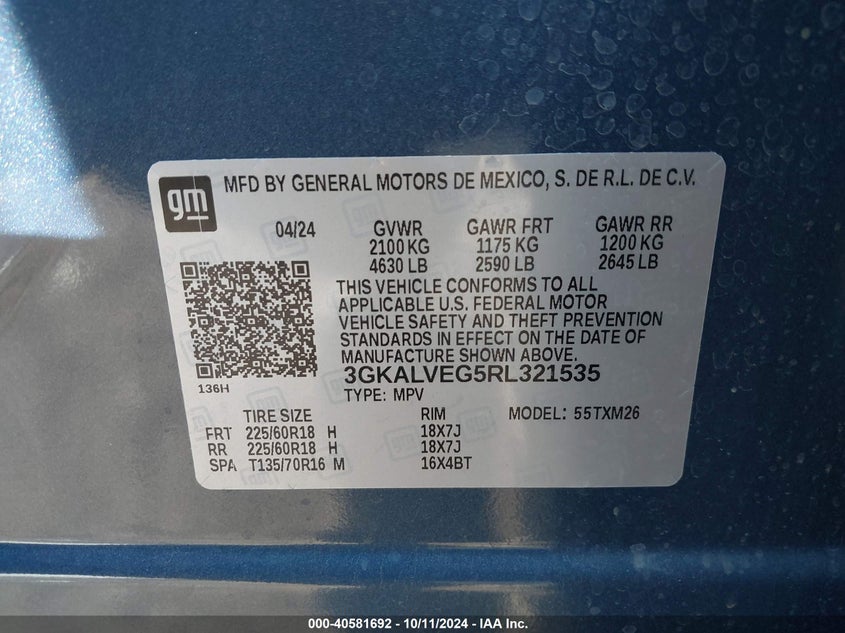 gm MFD BY GENERAL MOTORS DE MEXICO, S. DE R.L. DE C.V.
04/24 GVWR GAWR FRT GAWR RR
2100 KG 1175 KG 1200 KG
4630 LB 2590 LB 2645 LB
THIS VEHICLE CONFORMS TO ALL
APPLICABLE U.S. FEDERAL MOTOR
VEHICLE SAFETY AND THEFT PREVENTION
STANDARDS IN EFFECT ON THE DATE OF
MANUFACTURE SHOWN ABOVE.
3GKALVEG5RL321535
136H
TYPE: MPV
TIRE SIZE RIM MODEL: 55TXM26
FRT 225/60R18 H 18X7J
RR 225/60R18 H 18X7J
SPA T135/70R16 M 16X4BT
000-40581692 - 10/11/2024 - IAA Inc.